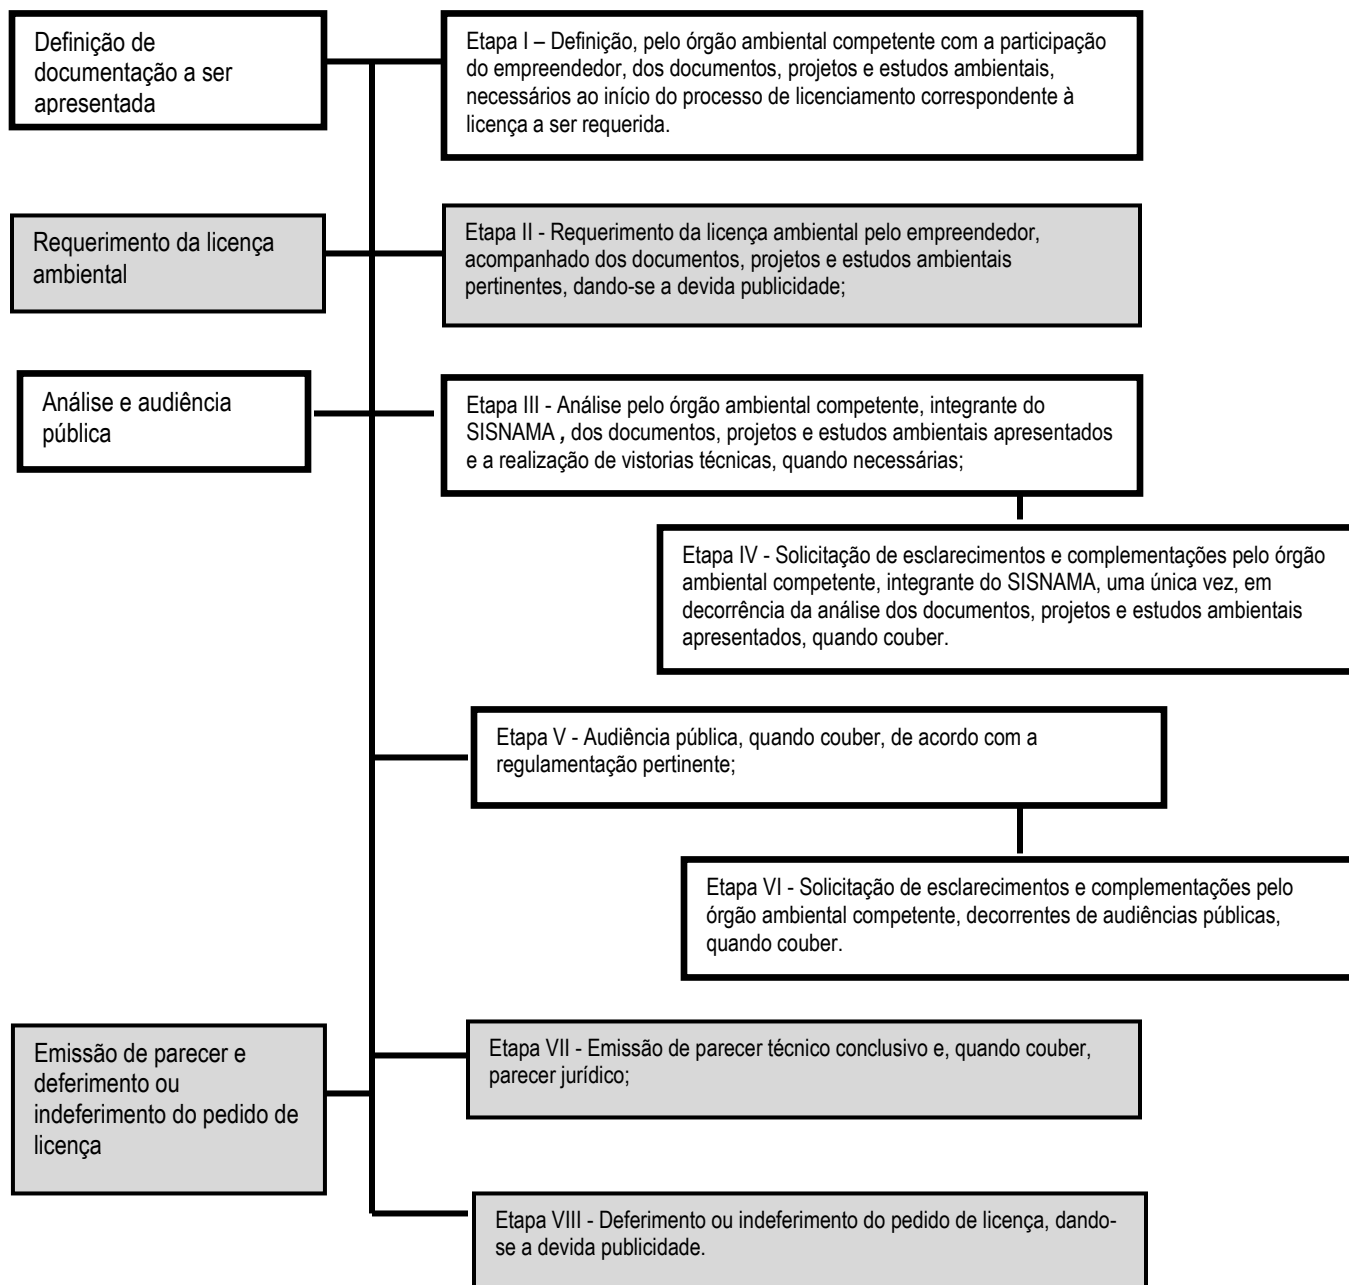 Definição de
documentação a ser
apresentada
Etapa I – Definição, pelo órgão ambiental competente com a participação
do empreendedor, dos documentos, projetos e estudos ambientais,
necessários ao início do processo de licenciamento correspondente à
licença a ser requerida.
Requerimento da licença
ambiental
Etapa II - Requerimento da licença ambiental pelo empreendedor,
acompanhado dos documentos, projetos e estudos ambientais
pertinentes, dando-se a devida publicidade;
Análise e audiência
pública
Etapa III - Análise pelo órgão ambiental competente, integrante do
SISNAMA , dos documentos, projetos e estudos ambientais apresentados
e a realização de vistorias técnicas, quando necessárias;
Etapa IV - Solicitação de esclarecimentos e complementações pelo órgão
ambiental competente, integrante do SISNAMA, uma única vez, em
decorrência da análise dos documentos, projetos e estudos ambientais
apresentados, quando couber.
Etapa V - Audiência pública, quando couber, de acordo com a
regulamentação pertinente;
Etapa VI - Solicitação de esclarecimentos e complementações pelo
órgão ambiental competente, decorrentes de audiências públicas,
quando couber.
Emissão de parecer e
deferimento ou
indeferimento do pedido de
licença
Etapa VII - Emissão de parecer técnico conclusivo e, quando couber,
parecer jurídico;
Etapa VIII - Deferimento ou indeferimento do pedido de licença, dando-
se a devida publicidade.